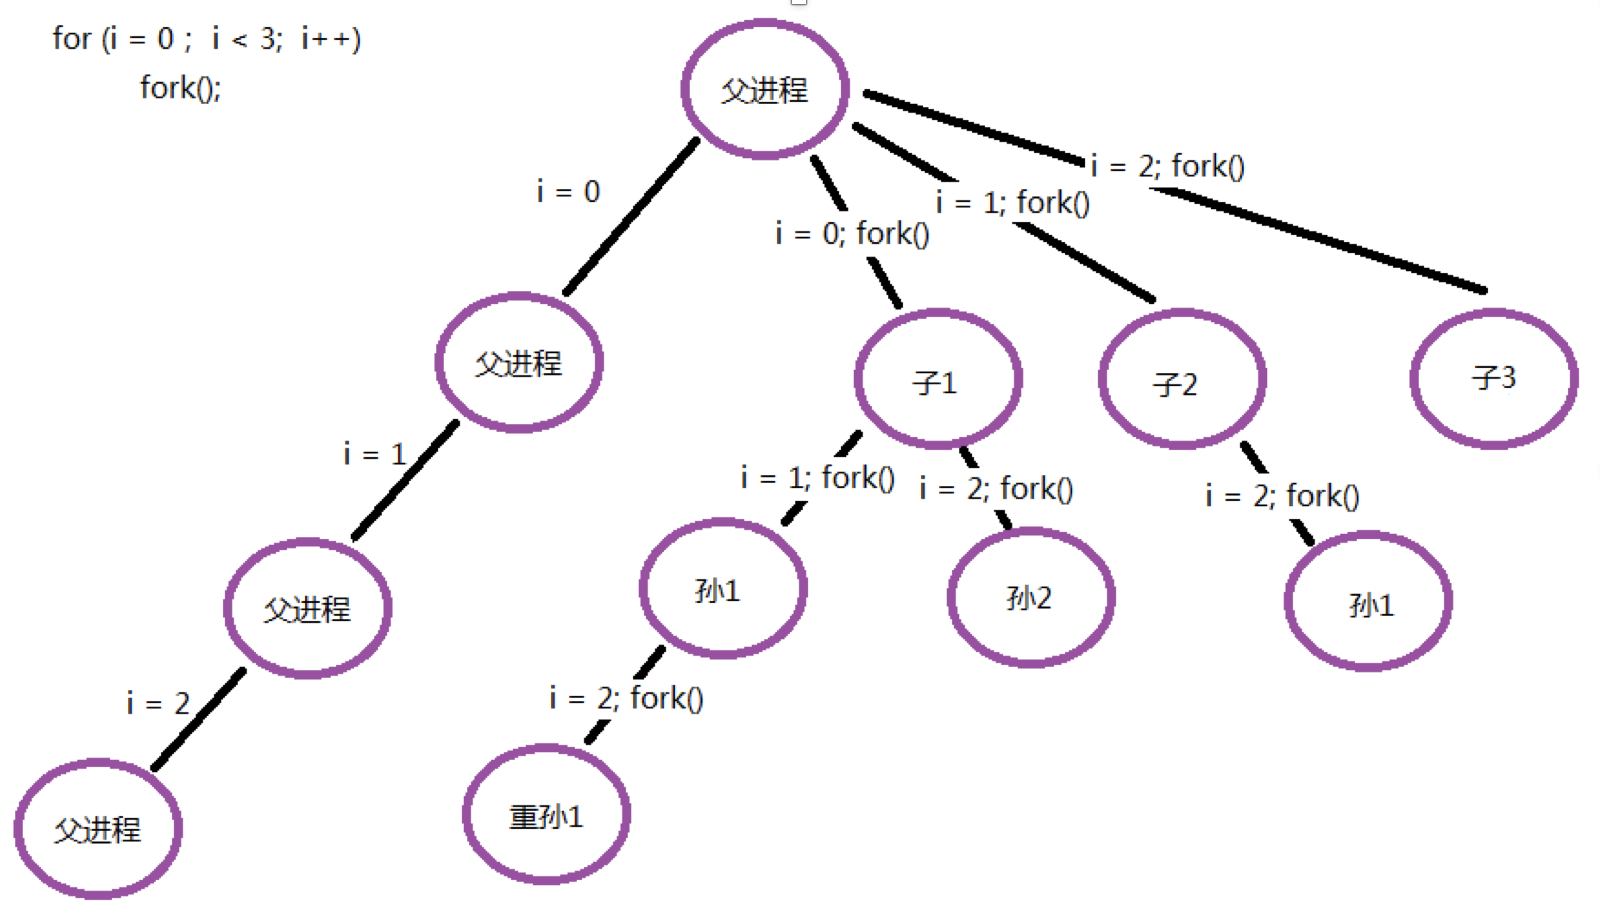 for (i = 0 ; i < 3; i++)
fork();
父进程
i = 2; fork()
i = 0
i = 1; fork()
i = 0; fork()
父进程
子1
子2
子3
i = 1
i = 1; fork()
i = 2; fork()
i = 2; fork()
父进程
孙1
孙2
孙1
i = 2
i = 2; fork()
父进程
重孙1